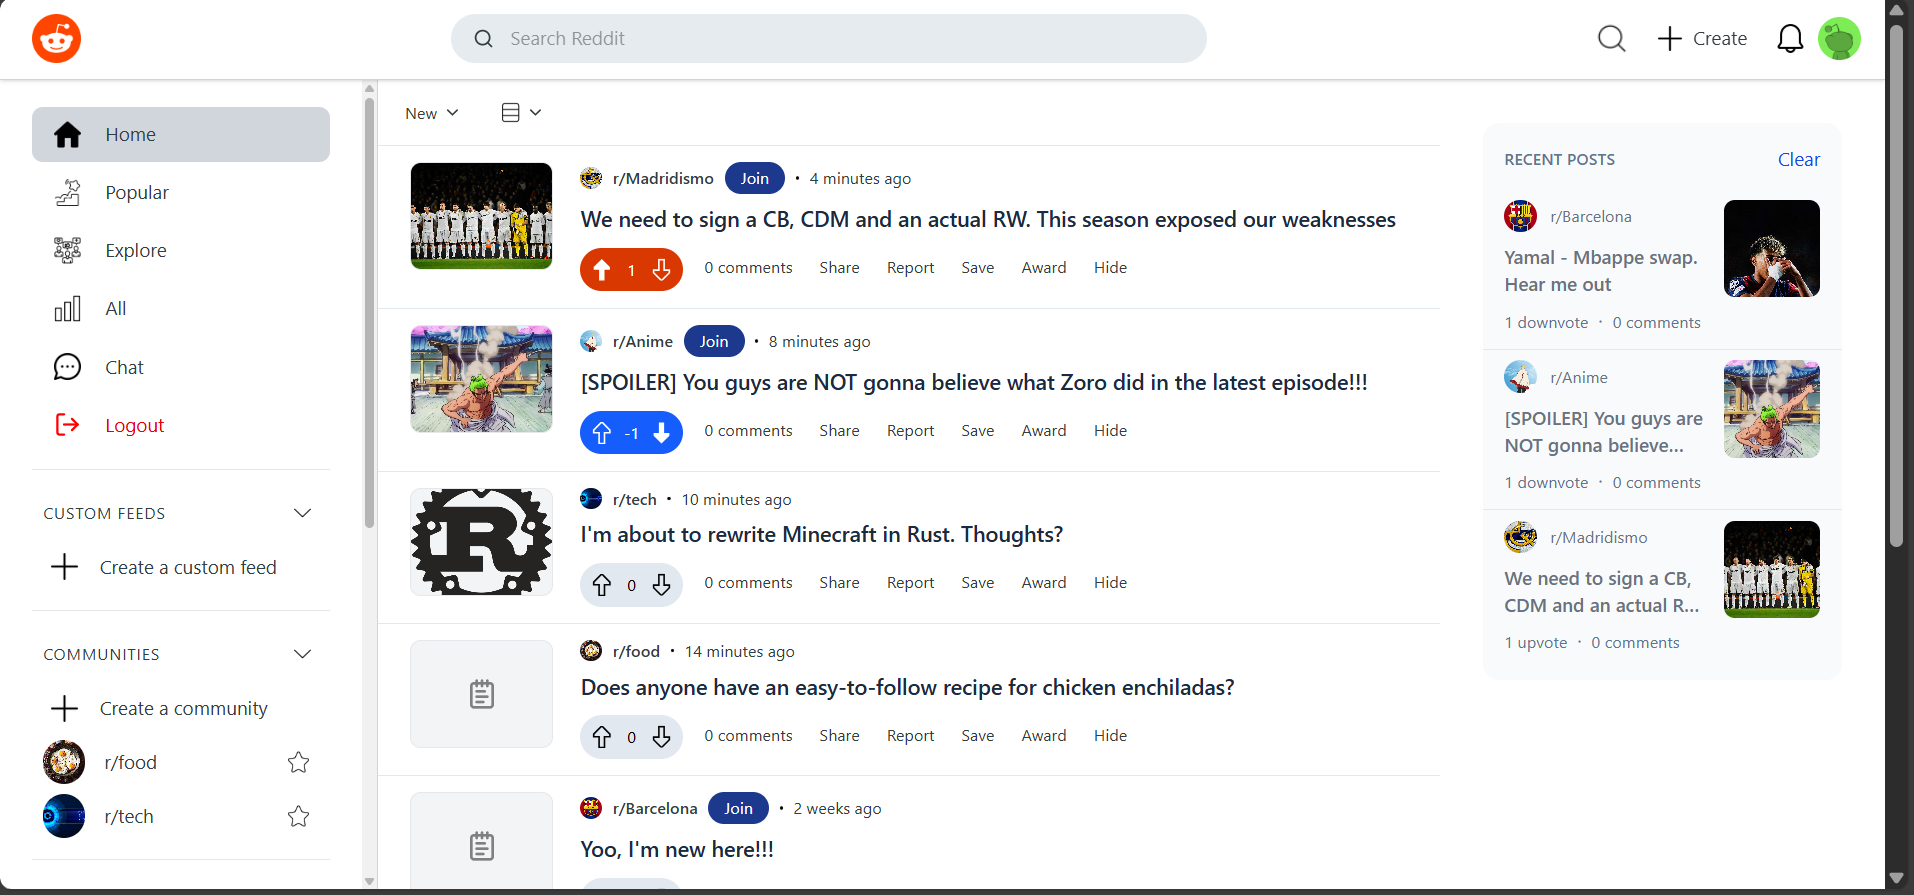 Search Reddit
Create
Home
Popular
Explore
All
Chat
Logout
CUSTOM FEEDS
Create a custom feed
COMMUNITIES
Create a community
r/food
r/tech
New
r/Madridismo Join • 4 minutes ago
We need to sign a CB, CDM and an actual RW. This season exposed our weaknesses
1 0 comments Share Report Save Award Hide
r/Anime Join • 8 minutes ago
[SPOILER] You guys are NOT gonna believe what Zoro did in the latest episode!!!
-1 0 comments Share Report Save Award Hide
R
r/tech • 10 minutes ago
I'm about to rewrite Minecraft in Rust. Thoughts?
0 0 comments Share Report Save Award Hide
r/food • 14 minutes ago
Does anyone have an easy-to-follow recipe for chicken enchiladas?
0 0 comments Share Report Save Award Hide
r/Barcelona Join • 2 weeks ago
Yoo, I'm new here!!!
RECENT POSTS Clear
r/Barcelona
Yamal - Mbappe swap.
Hear me out
1 downvote · 0 comments
r/Anime
[SPOILER] You guys are
NOT gonna believe...
1 downvote · 0 comments
r/Madridismo
We need to sign a CB,
CDM and an actual R...
1 upvote · 0 comments